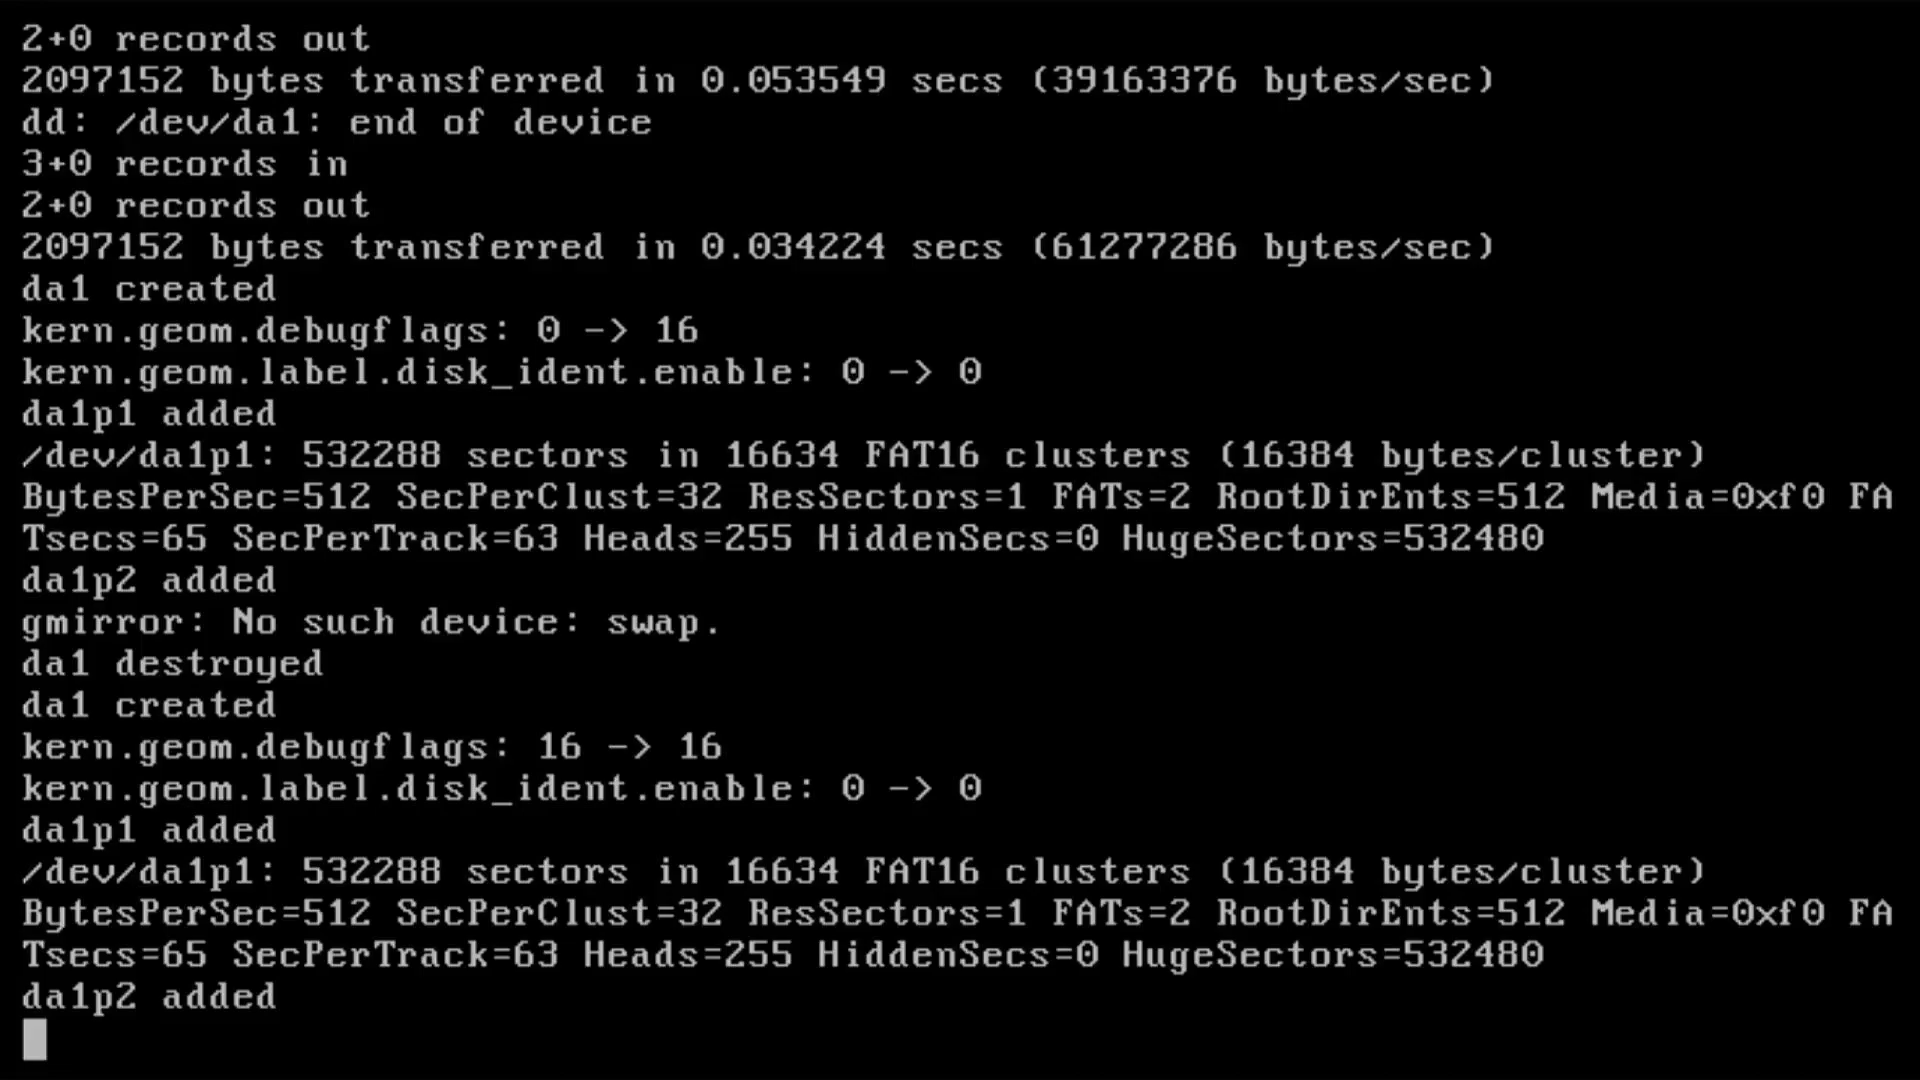 2+0 records out
2097152 bytes transferred in 0.053549 secs (39163376 bytes/sec)
dd: /dev/da1: end of device
3+0 records in
2+0 records out
2097152 bytes transferred in 0.034224 secs (61277286 bytes/sec)
da1 created
kern.geom.debugflags: 0 -> 16
kern.geom.label.disk_ident.enable: 0 -> 0
da1p1 added
/dev/da1p1: 532288 sectors in 16634 FAT16 clusters (16384 bytes/cluster)
BytesPerSec=512 SecPerClust=32 ResSectors=1 FATs=2 RootDirEnts=512 Media=0xf0 FA
Tsecs=65 SecPerTrack=63 Heads=255 HiddenSecs=0 HugeSectors=532480
da1p2 added
gmirror: No such device: swap.
da1 destroyed
da1 created
kern.geom.debugflags: 16 -> 16
kern.geom.label.disk_ident.enable: 0 -> 0
da1p1 added
/dev/da1p1: 532288 sectors in 16634 FAT16 clusters (16384 bytes/cluster)
BytesPerSec=512 SecPerClust=32 ResSectors=1 FATs=2 RootDirEnts=512 Media=0xf0 FA
Tsecs=65 SecPerTrack=63 Heads=255 HiddenSecs=0 HugeSectors=532480
da1p2 added